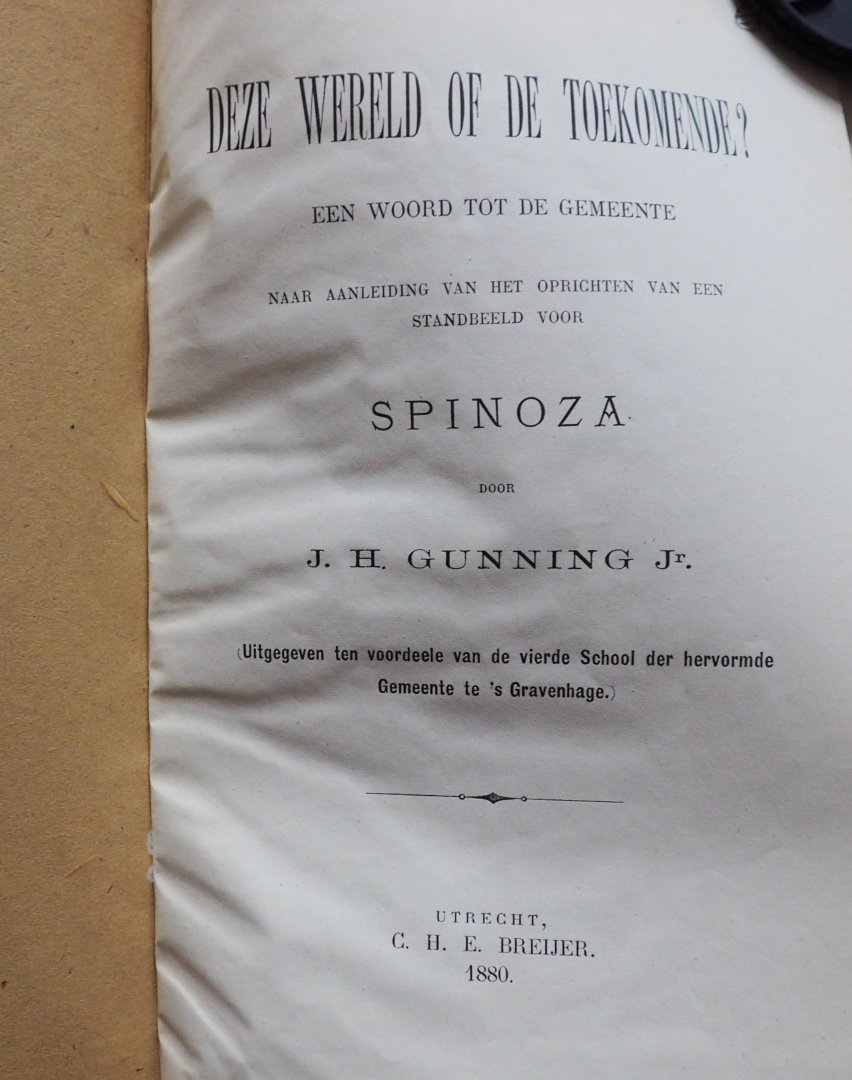 DEZE WERELD OF DE TOEKOMENDE?
EEN WOORD TOT DE GEMEENTE
NAAR AANLEIDING VAN HET OPRICHTEN VAN EEN
STANDBEELD VOOR
SPINOZA
DOOR
J. H. GUNNING Jr.
(Uitgegeven ten voordeele van de vierde School der hervormde
Gemeente te 's Gravenhage.)
UTRECHT,
C. H. E. BREIJER.
1880.